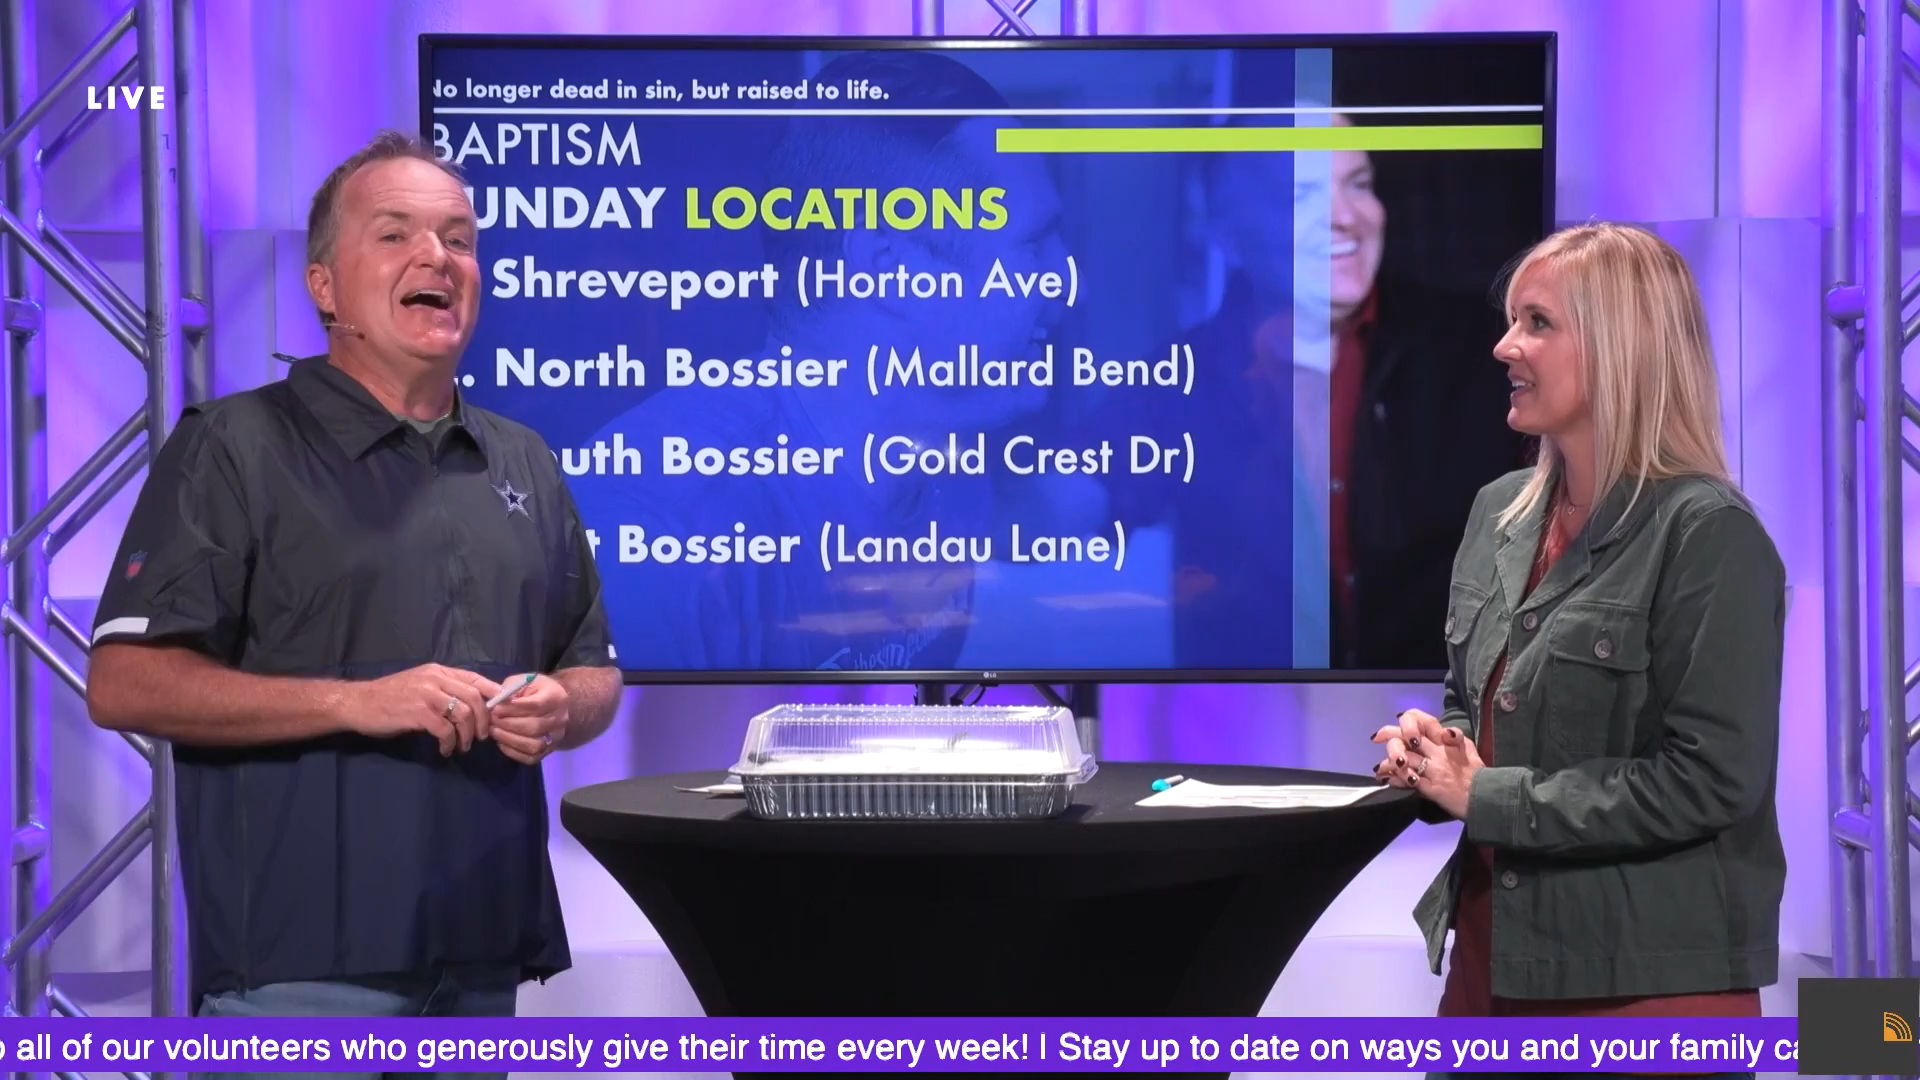 LIVE
No longer dead in sin, but raised to life.
BAPTISM
UNDAY LOCATIONS
Shreveport (Horton Ave)
. North Bossier (Mallard Bend)
uth Bossier (Gold Crest Dr)
t Bossier (Landau Lane)
LG
all of our volunteers who generously give their time every week! | Stay up to date on ways you and your family ca